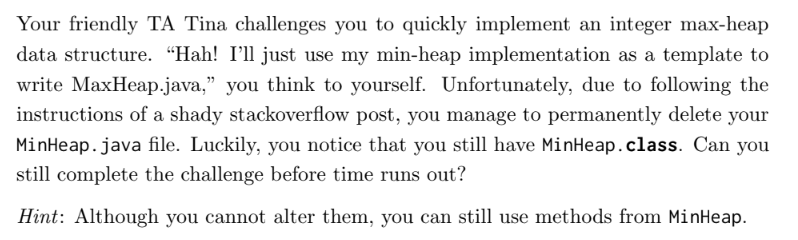 Your friendly TA Tina challenges you to quickly implement an integer max-heap
data structure. “Hah! I’ll just use my min-heap implementation as a template to
write MaxHeap.java,” you think to yourself. Unfortunately, due to following the
instructions of a shady stackoverflow post, you manage to permanently delete your
MinHeap.java file. Luckily, you notice that you still have MinHeap.class. Can you
still complete the challenge before time runs out?
Hint: Although you cannot alter them, you can still use methods from MinHeap.